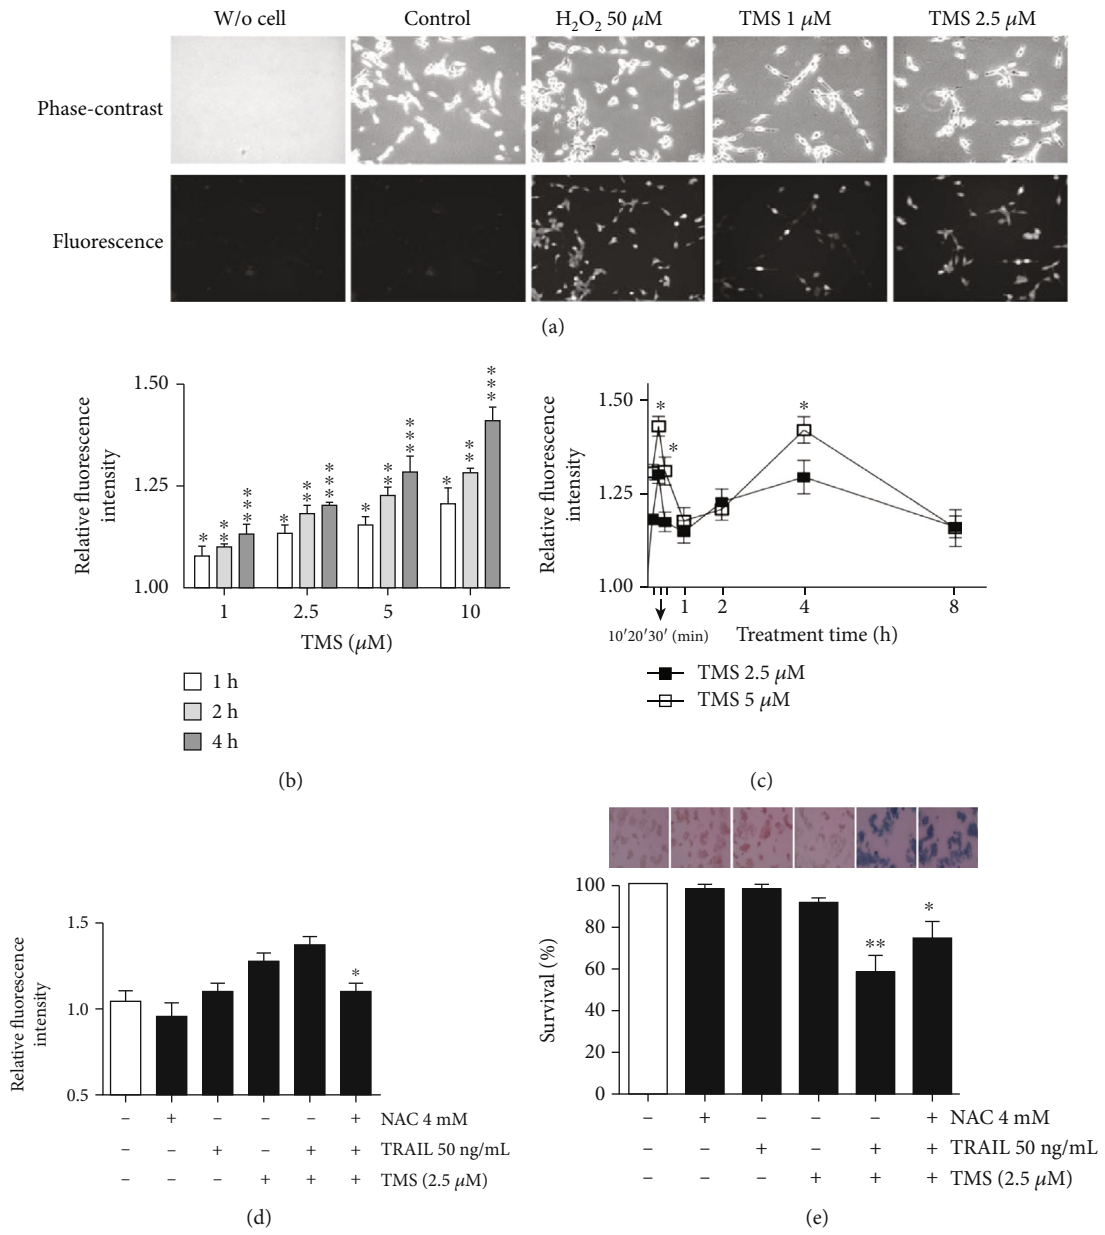 W/o cell Control H₂O₂ 50 μM TMS 1 μM TMS 2.5 μM
Phase-contrast
Fluorescence
(a)
Relative fluorescence
intensity
1.50
1.25
1.00
* ** *** * ** *** * ** *** * ** ***
1 2.5 5 10
TMS (μM)
1 h
2 h
4 h
(b)
Relative fluorescence
intensity
1.50
1.25
1.00
* * *
1 2 4 8
10′20′30′ (min) Treatment time (h)
TMS 2.5 μM
TMS 5 μM
(c)
Relative fluorescence
intensity
1.5
1.0
0.5
*
– + – – – + NAC 4 mM
– – + – + + TRAIL 50 ng/mL
– – – + + + TMS (2.5 μM)
(d)
Survival (%)
100
80
60
40
20
0
** *
– + – – – + NAC 4 mM
– – + – + + TRAIL 50 ng/mL
– – – + + + TMS (2.5 μM)
(e)